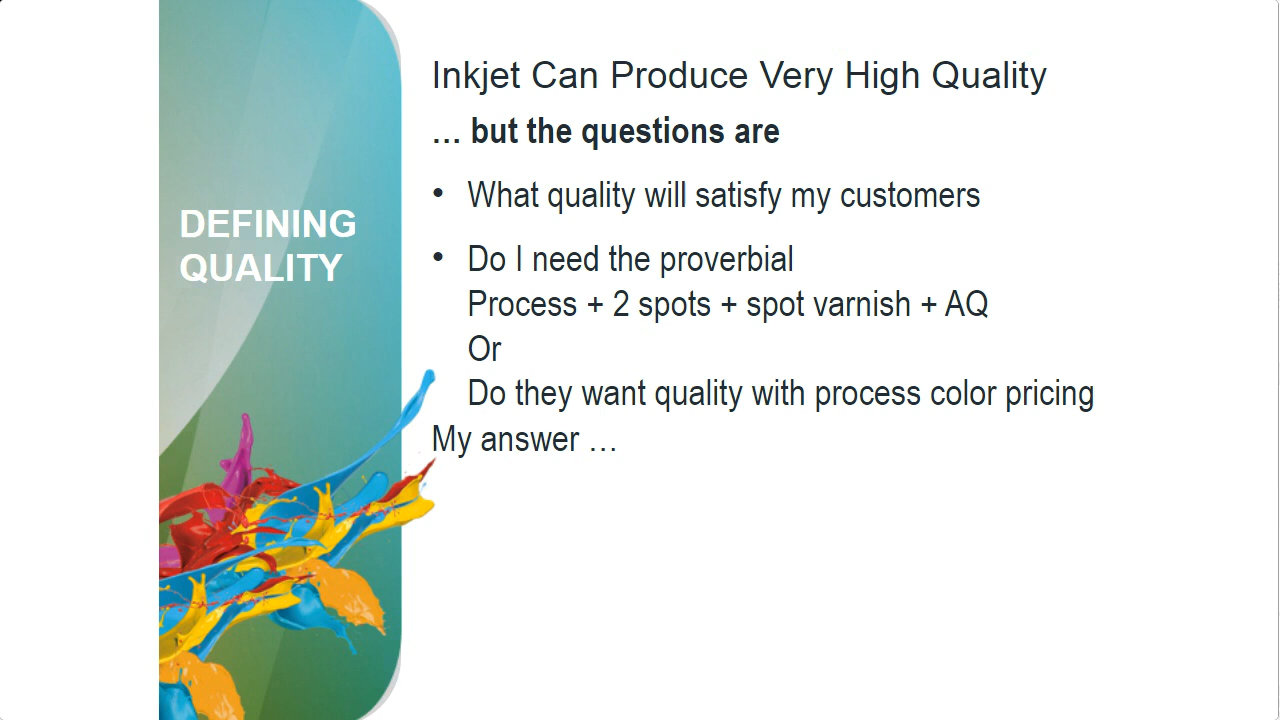 DEFINING
QUALITY
Inkjet Can Produce Very High Quality
… but the questions are
• What quality will satisfy my customers
• Do I need the proverbial
Process + 2 spots + spot varnish + AQ
Or
Do they want quality with process color pricing
My answer …